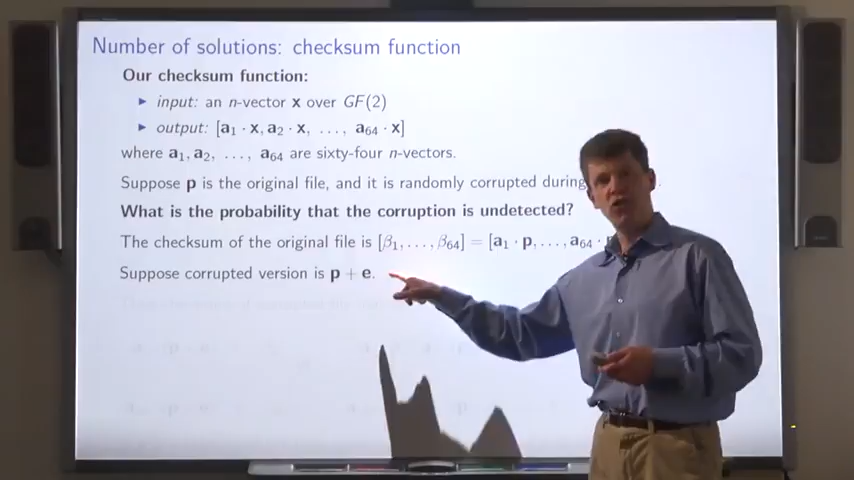 Number of solutions: checksum function
Our checksum function:
▶ input: an n-vector x over GF(2)
▶ output: [a₁ · x, a₂ · x, . . . , a₆₄ · x]
where a₁, a₂, . . . , a₆₄ are sixty-four n-vectors.
Suppose p is the original file, and it is randomly corrupted during
What is the probability that the corruption is undetected?
The checksum of the original file is [β₁, . . . , β₆₄] = [a₁ · p, . . . , a₆₄ ·
Suppose corrupted version is p + e.